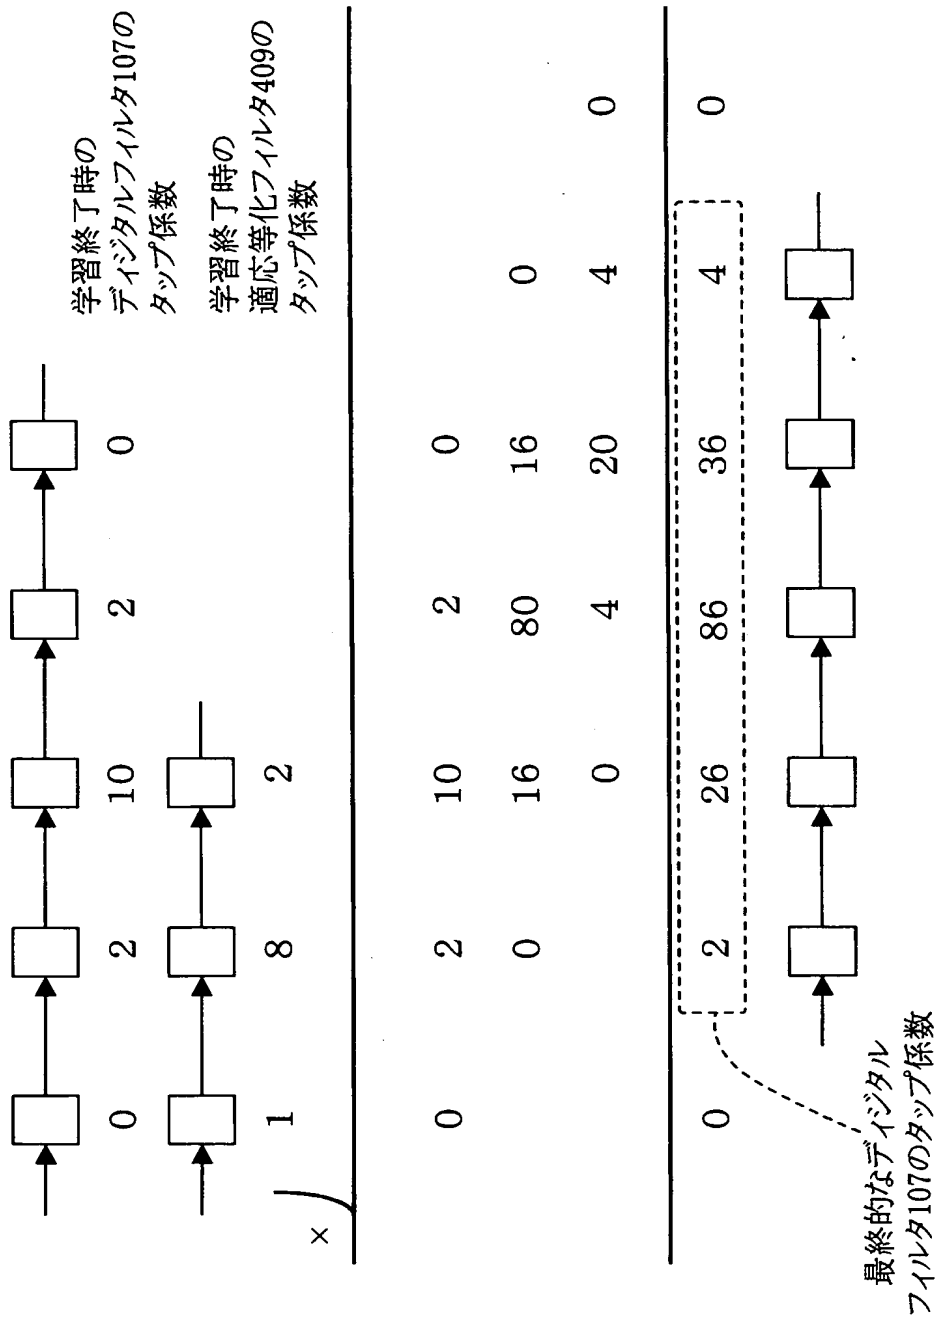 0 2 10 2 0
学習終了時の
ディジタルフィルタ107の
タップ係数
1 8 2
学習終了時の
適応等化フィルタ409の
タップ係数
×
0 2 10 2 0
0 16 80 16 0
0 4 20 4 0
0 2 26 86 36 4 0
最終的なディジタル
フィルタ107のタップ係数